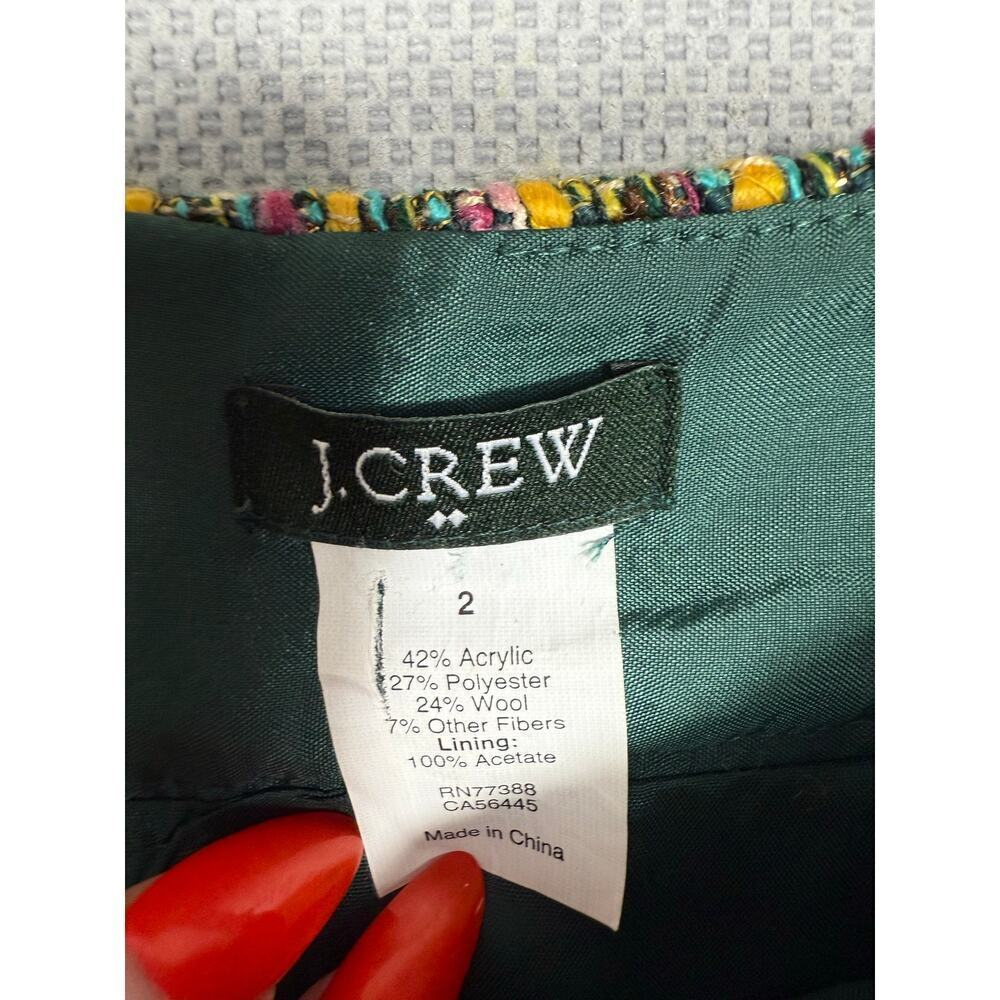 J.CREW
2
42% Acrylic
27% Polyester
24% Wool
7% Other Fibers
Lining:
100% Acetate
RN77388
CA56445
Made in China